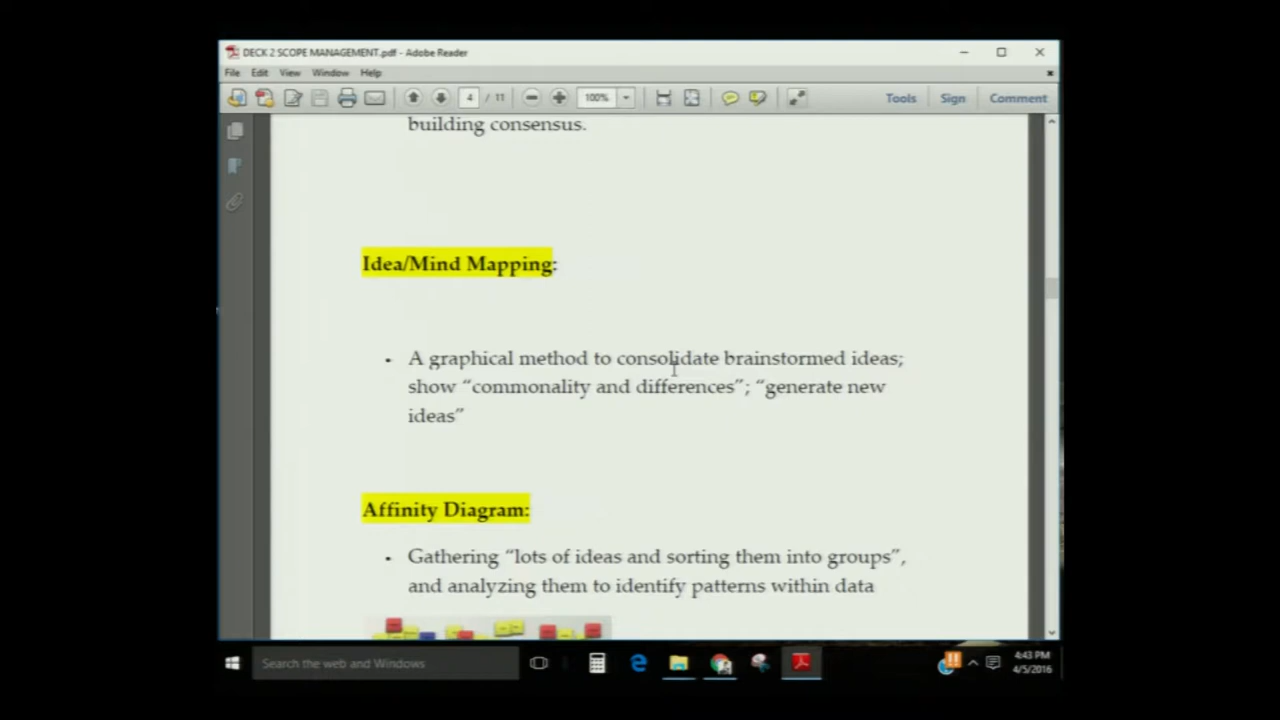 DECK 2 SCOPE MANAGEMENT.pdf - Adobe Reader
File Edit View Window Help
4 / 11 100% Tools Sign Comment
building consensus.
Idea/Mind Mapping:
• A graphical method to consolidate brainstormed ideas;
show “commonality and differences”; “generate new
ideas”
Affinity Diagram:
• Gathering “lots of ideas and sorting them into groups”,
and analyzing them to identify patterns within data
Search the web and Windows
4:43 PM
4/5/2016